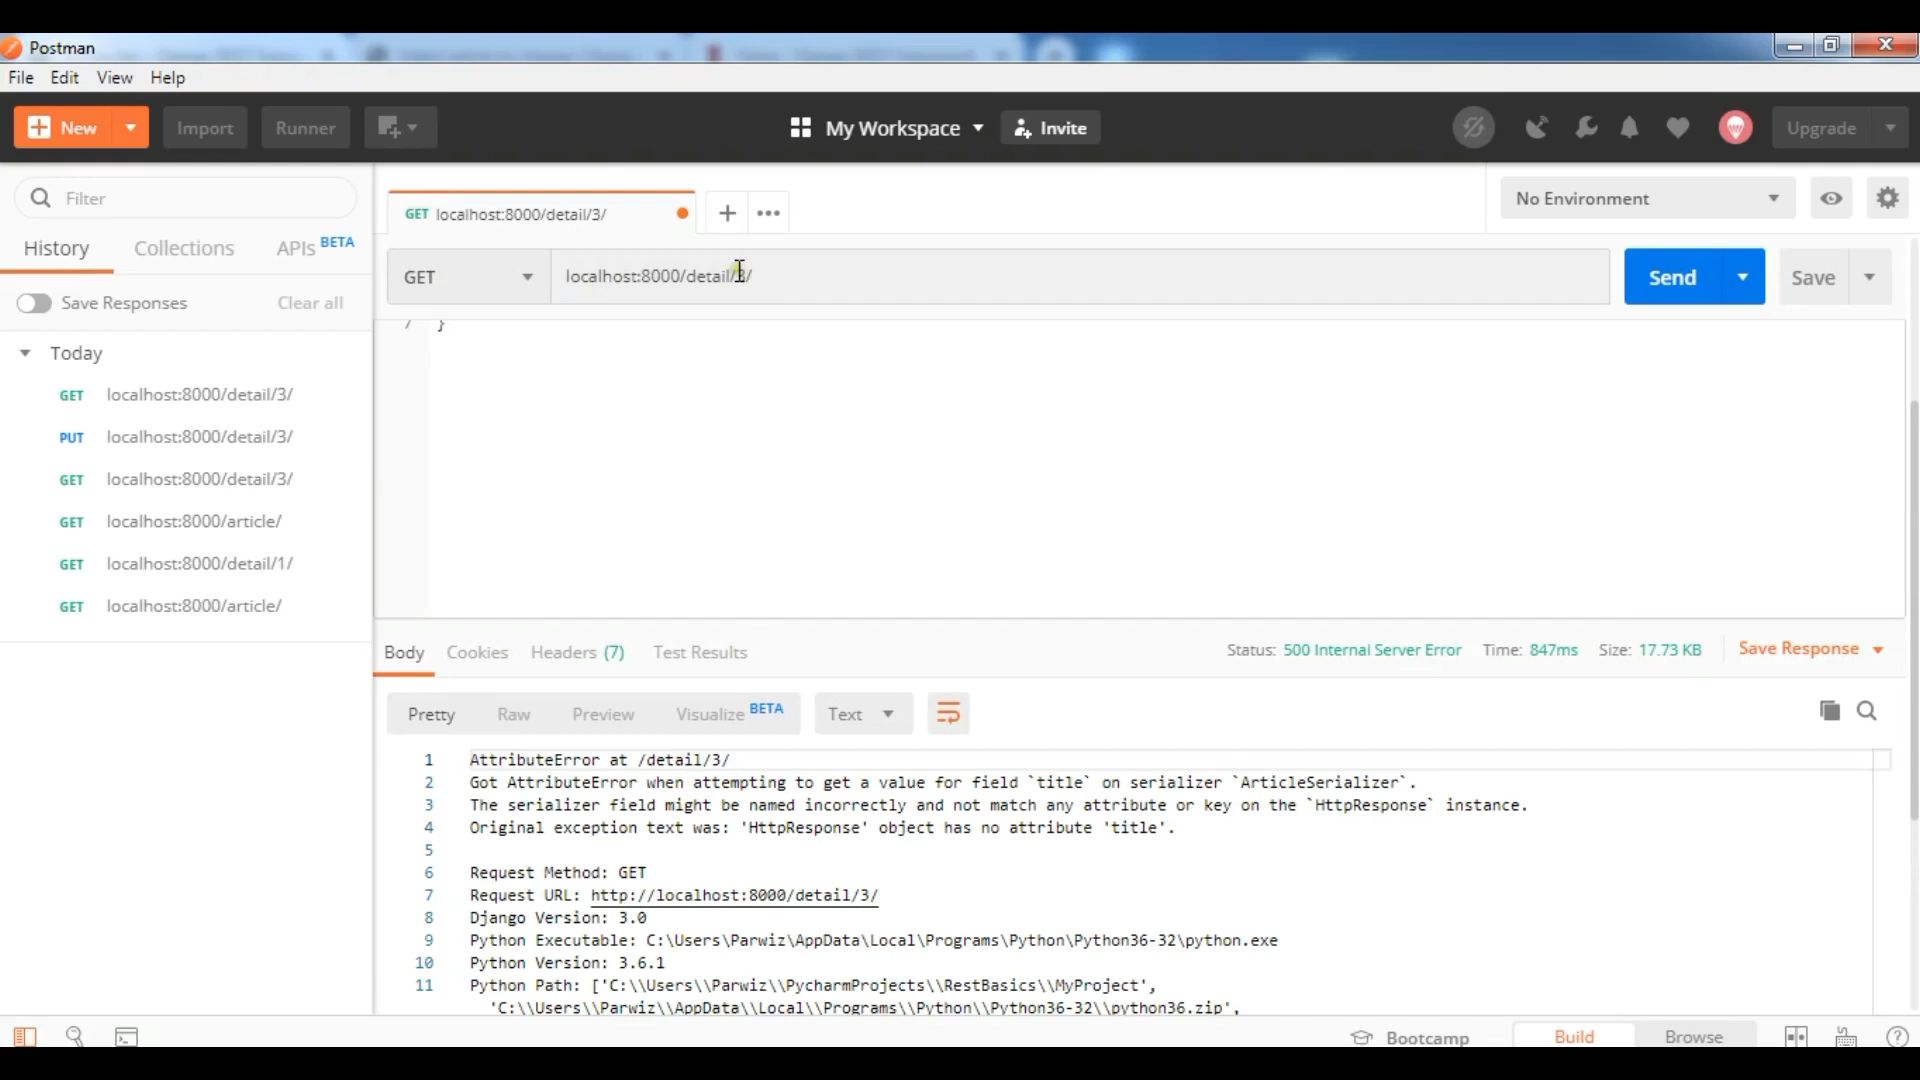 Postman
File Edit View Help
New Import Runner My Workspace Invite Upgrade
Filter
GET localhost:8000/detail/3/
No Environment
History Collections APIs BETA
GET localhost:8000/detail/3/ Send Save
Save Responses Clear all
7 }
Today
GET localhost:8000/detail/3/
PUT localhost:8000/detail/3/
GET localhost:8000/detail/3/
GET localhost:8000/article/
GET localhost:8000/detail/1/
GET localhost:8000/article/
Body Cookies Headers (7) Test Results Status: 500 Internal Server Error Time: 847ms Size: 17.73 KB Save Response
Pretty Raw Preview Visualize BETA Text
1 AttributeError at /detail/3/
2 Got AttributeError when attempting to get a value for field `title` on serializer `ArticleSerializer`.
3 The serializer field might be named incorrectly and not match any attribute or key on the `HttpResponse` instance.
4 Original exception text was: 'HttpResponse' object has no attribute 'title'.
5
6 Request Method: GET
7 Request URL: http://localhost:8000/detail/3/
8 Django Version: 3.0
9 Python Executable: C:\Users\Parwiz\AppData\Local\Programs\Python\Python36-32\python.exe
10 Python Version: 3.6.1
11 Python Path: ['C:\\Users\\Parwiz\\PycharmProjects\\RestBasics\\MyProject',
'C:\\Users\\Parwiz\\AppData\\Local\\Programs\\Python\\Python36-32\\python36.zip',
Bootcamp Build Browse